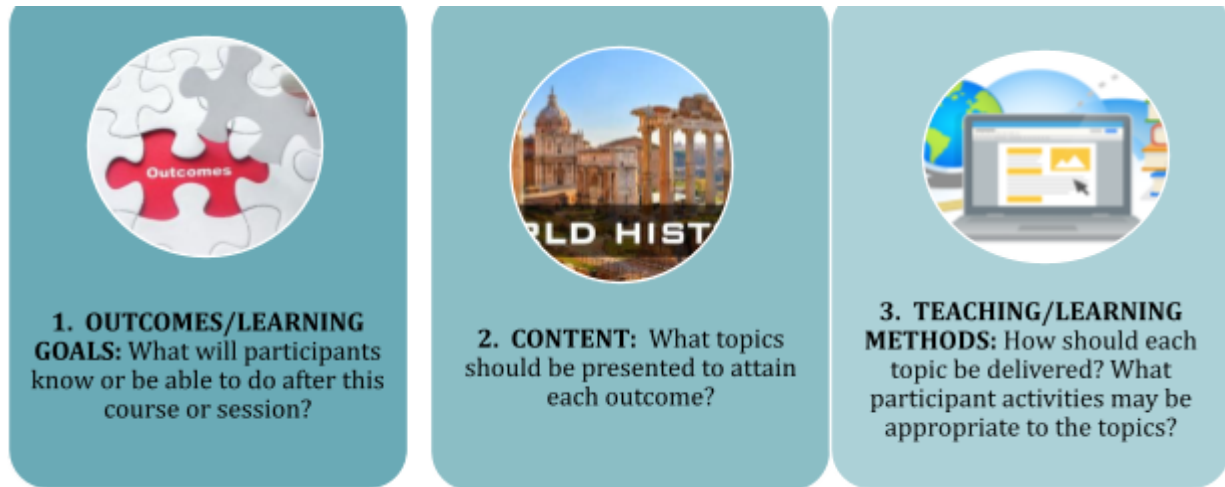 Outcomes
1. OUTCOMES/LEARNING
GOALS: What will participants
know or be able to do after this
course or session?
RLD HIST
2. CONTENT: What topics
should be presented to attain
each outcome?
3. TEACHING/LEARNING
METHODS: How should each
topic be delivered? What
participant activities may be
appropriate to the topics?